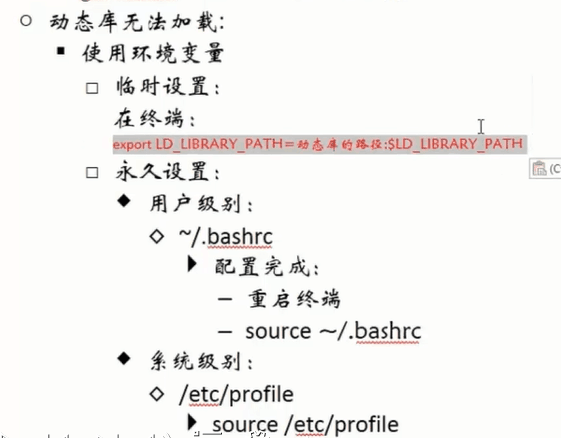 动态库无法加载:
使用环境变量
临时设置:
在终端:
export LD_LIBRARY_PATH=动态库的路径:$LD_LIBRARY_PATH
永久设置:
用户级别:
~/.bashrc
配置完成:
重启终端
source ~/.bashrc
系统级别:
/etc/profile
source /etc/profile